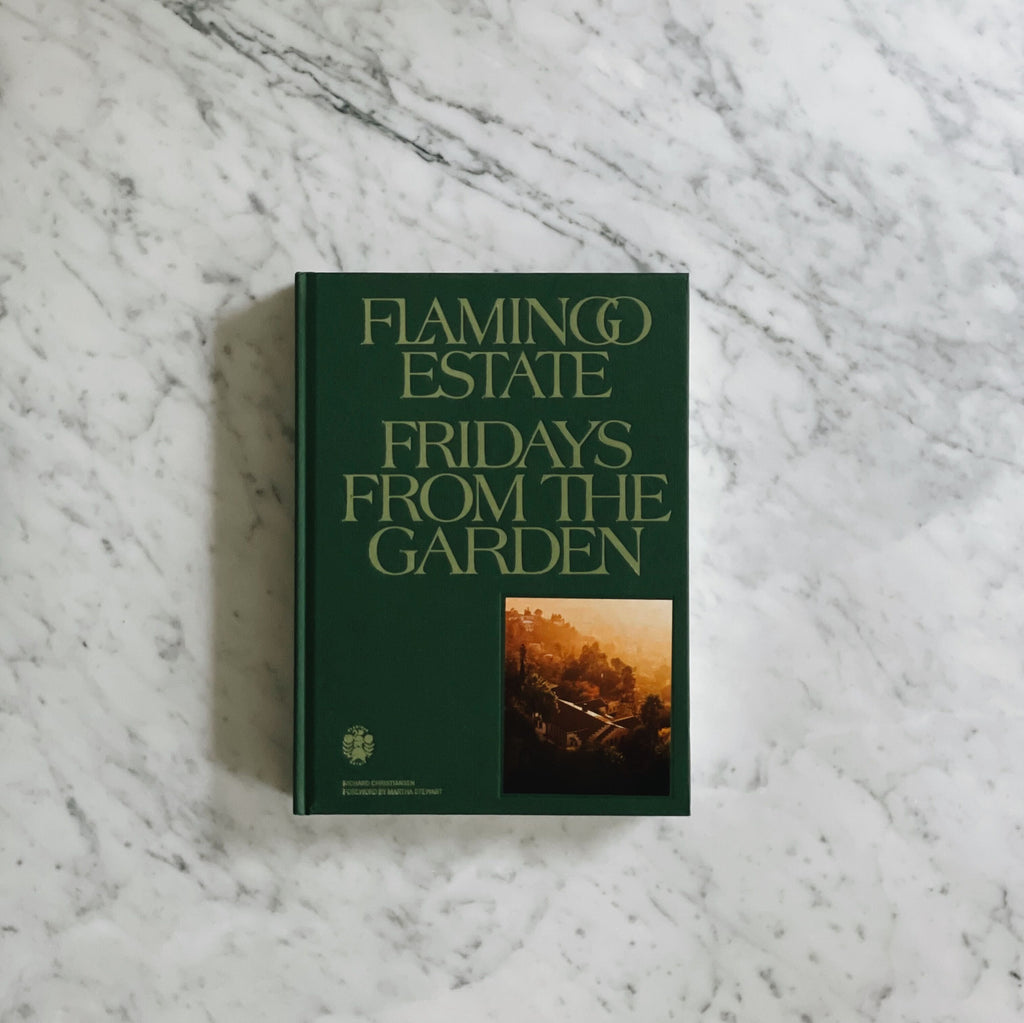 FLAMINGO
ESTATE
FRIDAYS
FROM THE
GARDEN
RICHARD CHRISTIANSEN
FOREWORD BY MARTHA STEWART